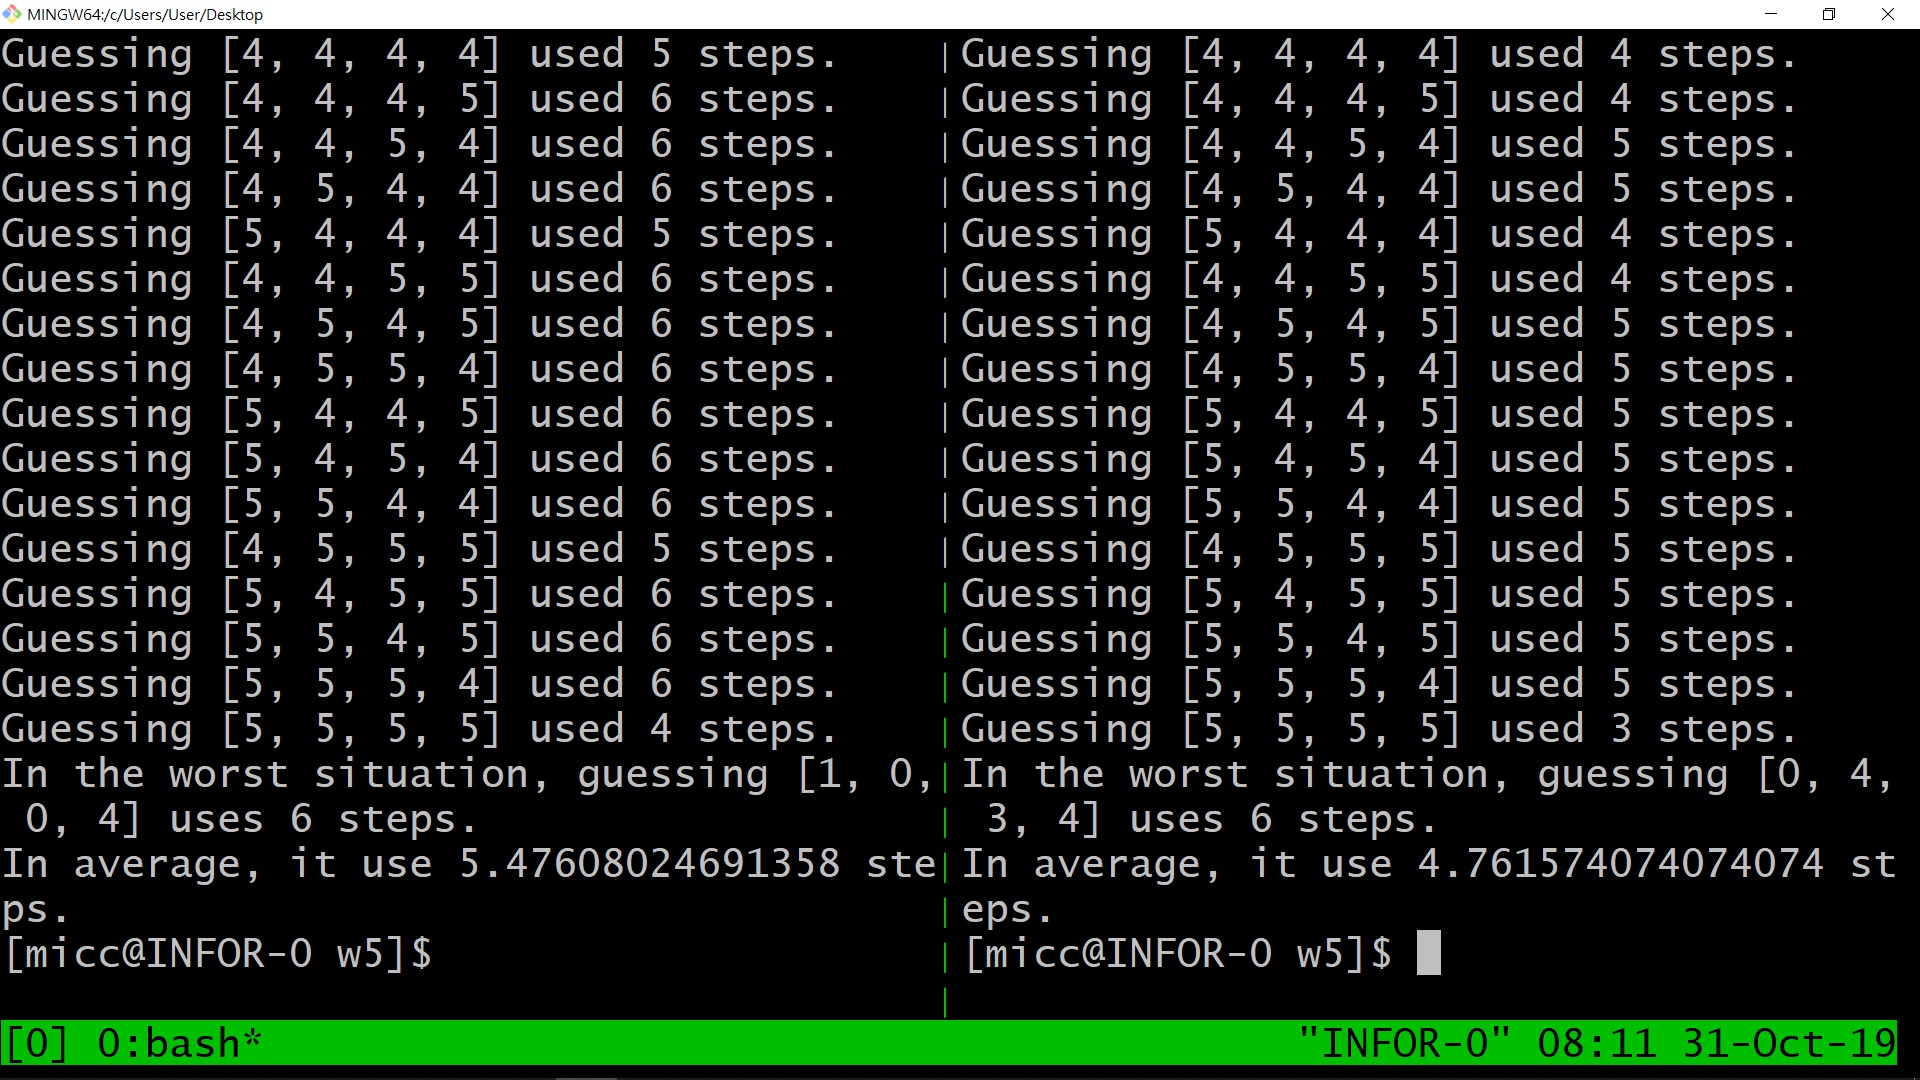 MINGW64:/c/Users/User/Desktop
Guessing [4, 4, 4, 4] used 5 steps.
Guessing [4, 4, 4, 5] used 6 steps.
Guessing [4, 4, 5, 4] used 6 steps.
Guessing [4, 5, 4, 4] used 6 steps.
Guessing [5, 4, 4, 4] used 5 steps.
Guessing [4, 4, 5, 5] used 6 steps.
Guessing [4, 5, 4, 5] used 6 steps.
Guessing [4, 5, 5, 4] used 6 steps.
Guessing [5, 4, 4, 5] used 6 steps.
Guessing [5, 4, 5, 4] used 6 steps.
Guessing [5, 5, 4, 4] used 6 steps.
Guessing [4, 5, 5, 5] used 5 steps.
Guessing [5, 4, 5, 5] used 6 steps.
Guessing [5, 5, 4, 5] used 6 steps.
Guessing [5, 5, 5, 4] used 6 steps.
Guessing [5, 5, 5, 5] used 4 steps.
In the worst situation, guessing [1, 0,
 0, 4] uses 6 steps.
In average, it use 5.47608024691358 ste
ps.
[micc@INFOR-0 w5]$
Guessing [4, 4, 4, 4] used 4 steps.
Guessing [4, 4, 4, 5] used 4 steps.
Guessing [4, 4, 5, 4] used 5 steps.
Guessing [4, 5, 4, 4] used 5 steps.
Guessing [5, 4, 4, 4] used 4 steps.
Guessing [4, 4, 5, 5] used 4 steps.
Guessing [4, 5, 4, 5] used 5 steps.
Guessing [4, 5, 5, 4] used 5 steps.
Guessing [5, 4, 4, 5] used 5 steps.
Guessing [5, 4, 5, 4] used 5 steps.
Guessing [5, 5, 4, 4] used 5 steps.
Guessing [4, 5, 5, 5] used 5 steps.
Guessing [5, 4, 5, 5] used 5 steps.
Guessing [5, 5, 4, 5] used 5 steps.
Guessing [5, 5, 5, 4] used 5 steps.
Guessing [5, 5, 5, 5] used 3 steps.
In the worst situation, guessing [0, 4,
 3, 4] uses 6 steps.
In average, it use 4.761574074074074 st
eps.
[micc@INFOR-0 w5]$
[0] 0:bash* "INFOR-0" 08:11 31-Oct-19